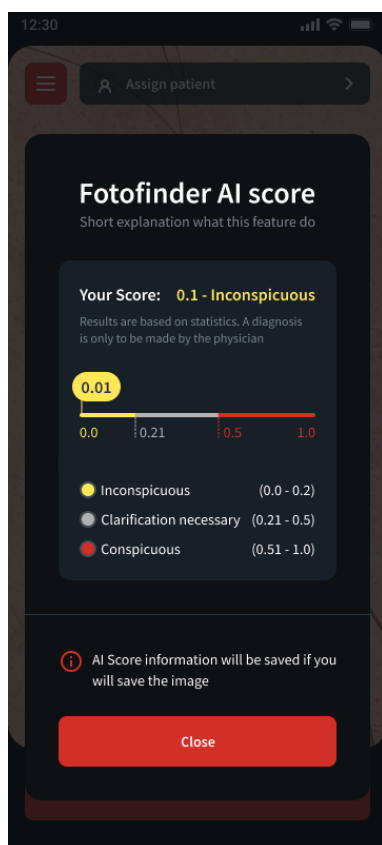 12:30
Assign patient
Fotofinder AI score
Short explanation what this feature do
Your Score: 0.1 - Inconspicuous
Results are based on statistics. A diagnosis
is only to be made by the physician
0.01
0.0 0.21 0.5 1.0
Inconspicuous (0.0 - 0.2)
Clarification necessary (0.21 - 0.5)
Conspicuous (0.51 - 1.0)
AI Score information will be saved if you
will save the image
Close